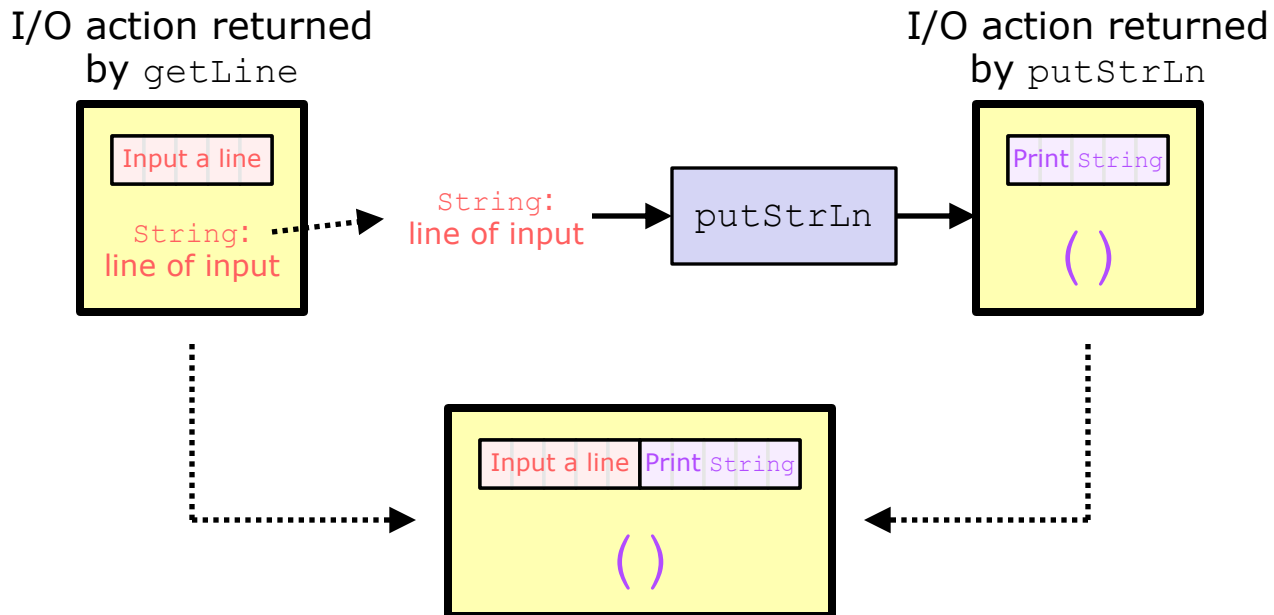 I/O action returned
by getLine
I/O action returned
by putStrLn
Input a line
String:
line of input
String:
line of input
putStrLn
Print String
()
Input a line Print String
()